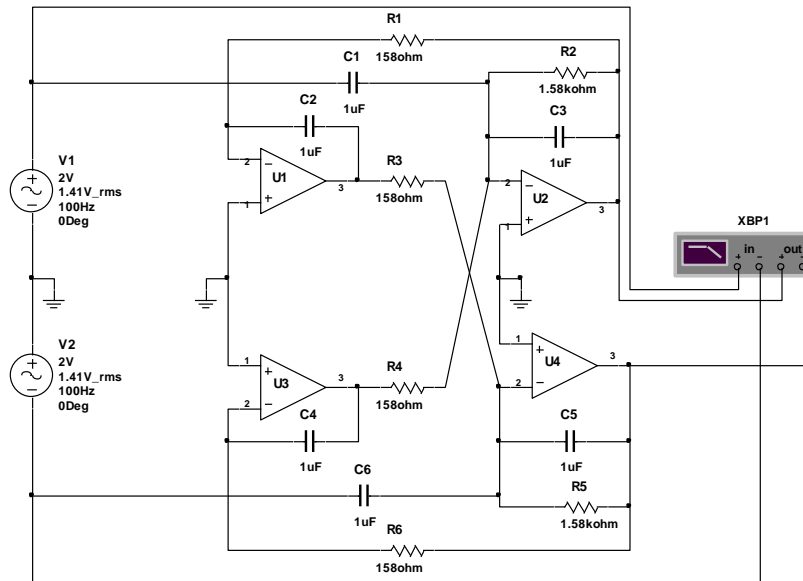 R1
158ohm
C1
1uF
R2
1.58kohm
C2
1uF
C3
1uF
V1
2V
1.41V_rms
100Hz
0Deg
2
U1
3
1
R3
158ohm
2
U2
3
1
XBP1
in
out
+
−
+
−
V2
2V
1.41V_rms
100Hz
0Deg
1
U3
3
2
R4
158ohm
1
U4
3
2
C4
1uF
C5
1uF
C6
1uF
R5
1.58kohm
R6
158ohm